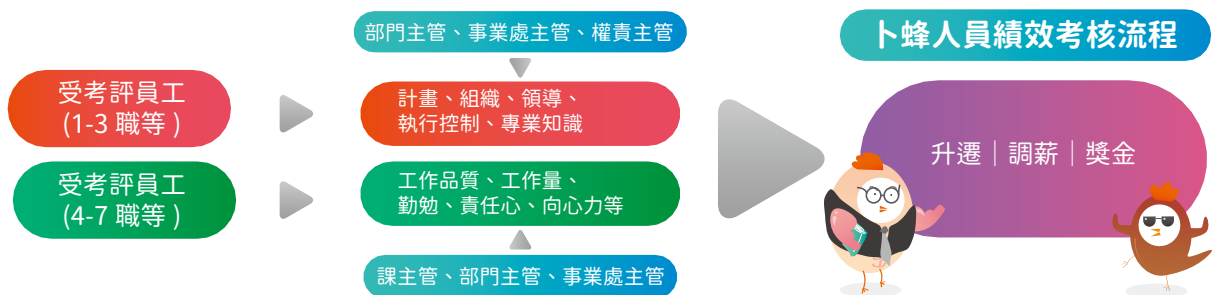 卜蜂人員績效考核流程
部門主管、事業處主管、權責主管
受考評員工
(1-3 職等 )
計畫、組織、領導、
執行控制、專業知識
受考評員工
(4-7 職等 )
工作品質、工作量、
勤勉、責任心、向心力等
課主管、部門主管、事業處主管
升遷｜調薪｜獎金